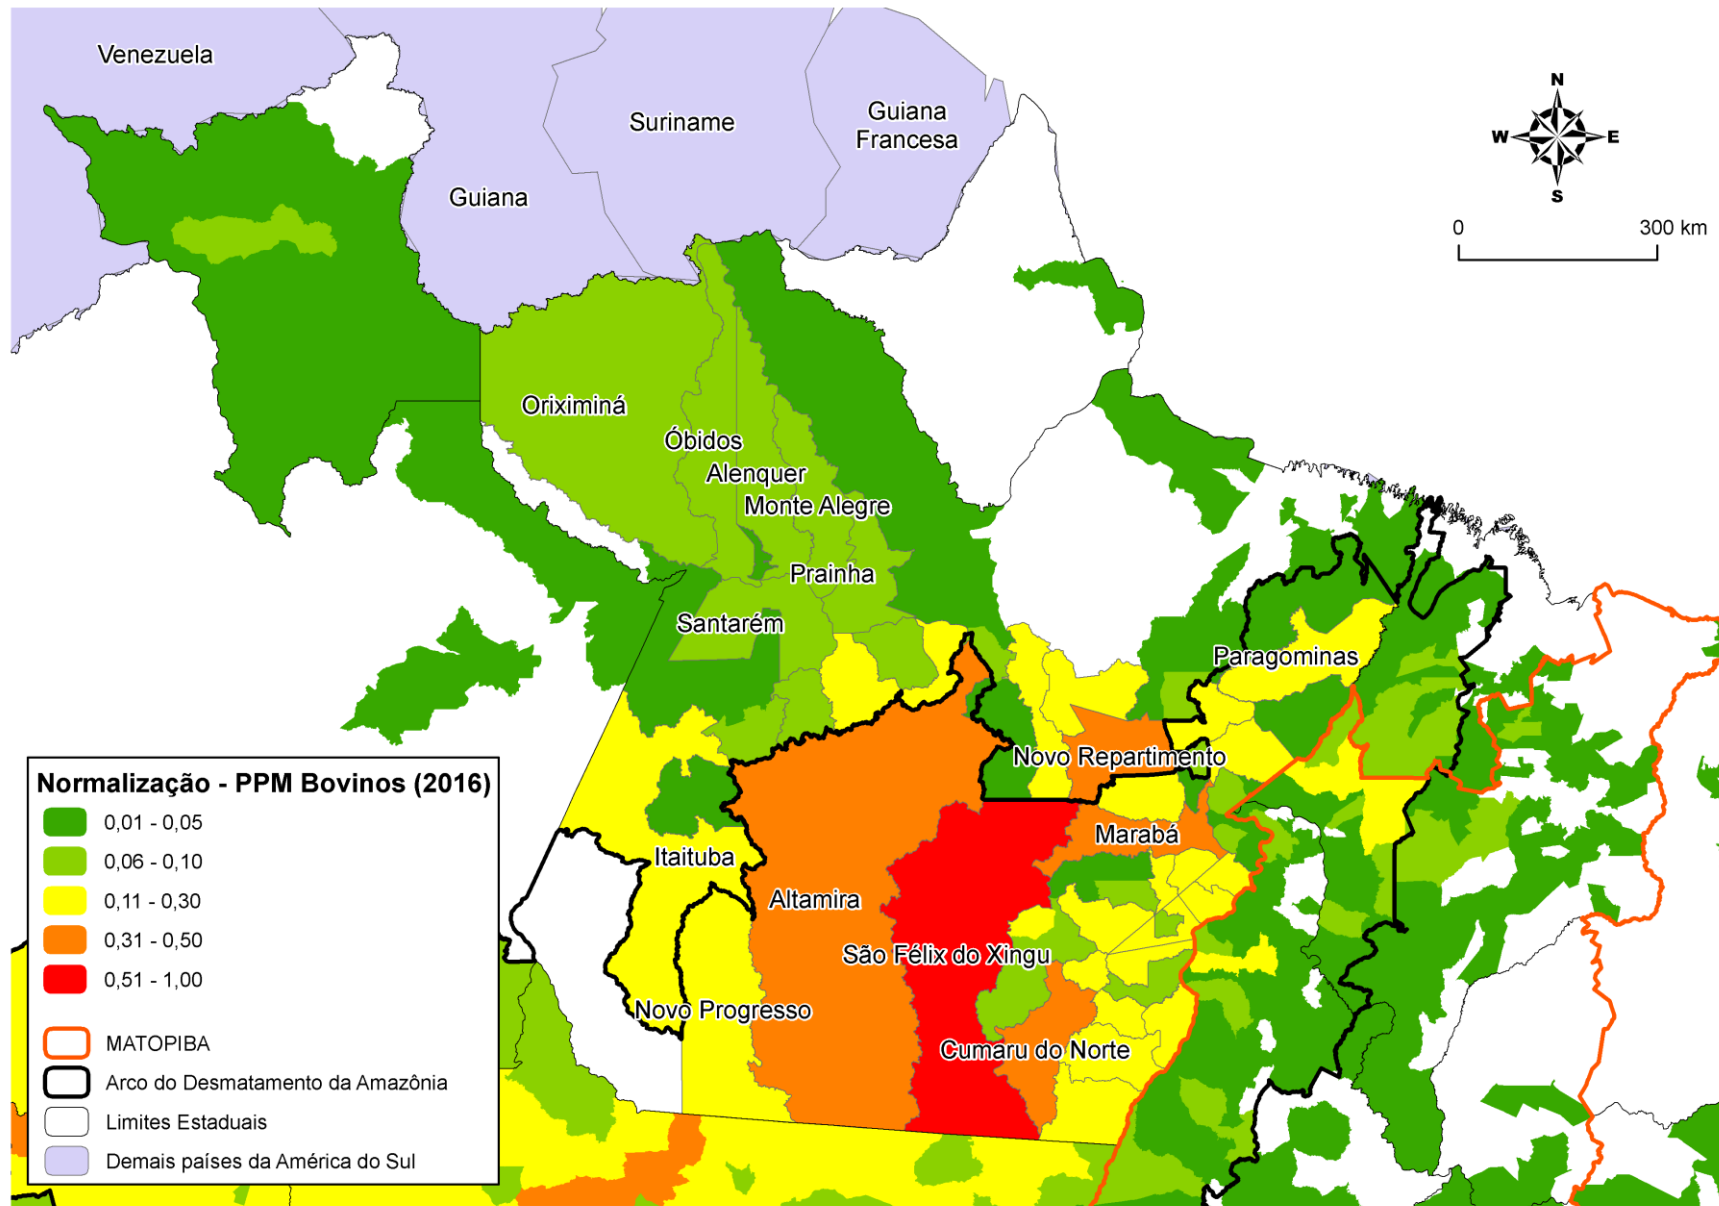 Venezuela
Suriname
Guiana
Francesa
Guiana
N
W
E
S
0
300 km
Oriximiná
Óbidos
Alenquer
Monte Alegre
Prainha
Santarém
Paragominas
Novo Repartimento
Marabá
Itaituba
Altamira
São Félix do Xingu
Novo Progresso
Cumaru do Norte
Normalização - PPM Bovinos (2016)
0,01 - 0,05
0,06 - 0,10
0,11 - 0,30
0,31 - 0,50
0,51 - 1,00
MATOPIBA
Arco do Desmatamento da Amazônia
Limites Estaduais
Demais países da América do Sul